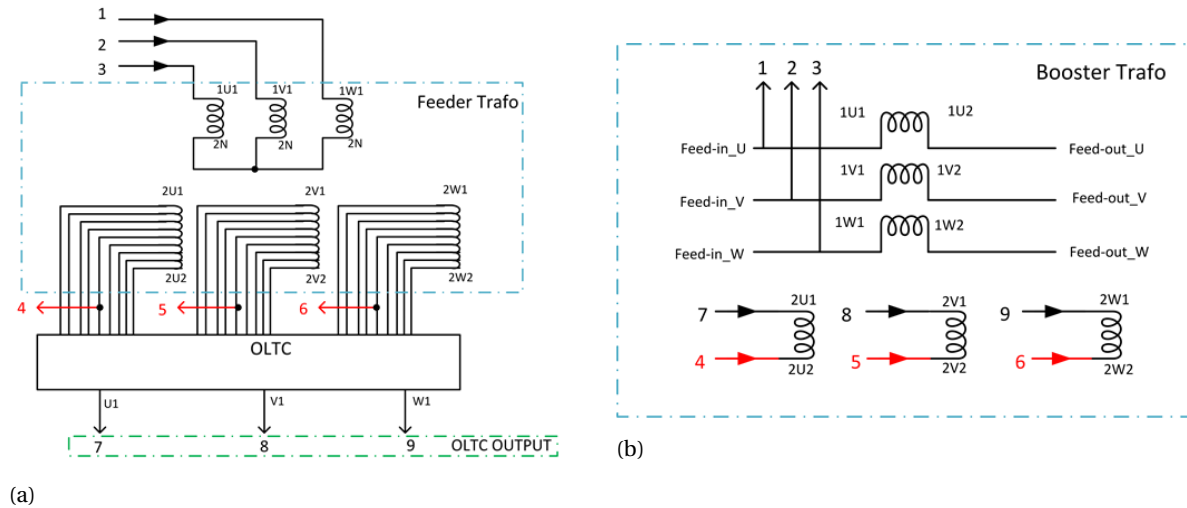 1
2
3
1U1 1V1 1W1
Feeder Trafo
2N 2N 2N
2U1 2V1 2W1
2U2 2V2 2W2
4 5 6
OLTC
U1 V1 W1
7 8 9 OLTC OUTPUT
(a)
1 2 3 Booster Trafo
1U1 1U2
Feed-in_U Feed-out_U
1V1 1V2
Feed-in_V Feed-out_V
1W1 1W2
Feed-in_W Feed-out_W
2U1 2V1 2W1
7 8 9
4 5 6
2U2 2V2 2W2
(b)